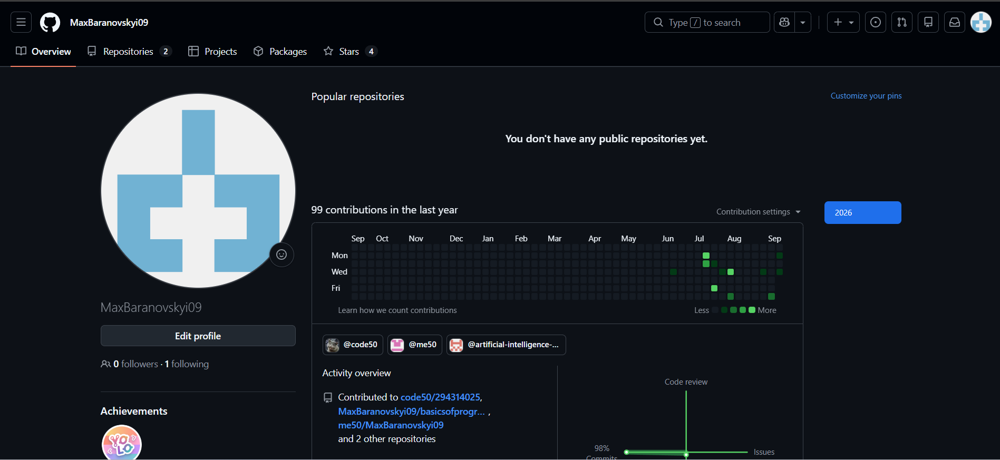 MaxBaranovskyi09
Type / to search
Overview
Repositories 2
Projects
Packages
Stars 4
Popular repositories
Customize your pins
You don't have any public repositories yet.
99 contributions in the last year
Contribution settings
2026
Sep Oct Nov Dec Jan Feb Mar Apr May Jun Jul Aug Sep
Mon
Wed
Fri
Learn how we count contributions
Less More
MaxBaranovskyi09
Edit profile
0 followers · 1 following
Achievements
YOLO
@code50
@me50
@artificial-intelligence-...
Activity overview
Contributed to code50/294314025,
MaxBaranovskyi09/basicsofprogr... ,
me50/MaxBaranovskyi09
and 2 other repositories
Code review
98%
Commits
Issues